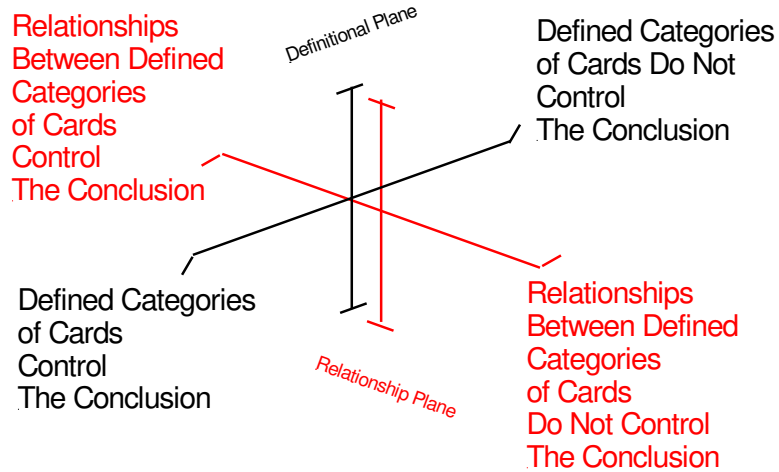 Relationships
Between Defined
Categories
of Cards
Control
The Conclusion
Definitional Plane
Defined Categories
of Cards Do Not
Control
The Conclusion
Defined Categories
of Cards
Control
The Conclusion
Relationship Plane
Relationships
Between Defined
Categories
of Cards
Do Not Control
The Conclusion